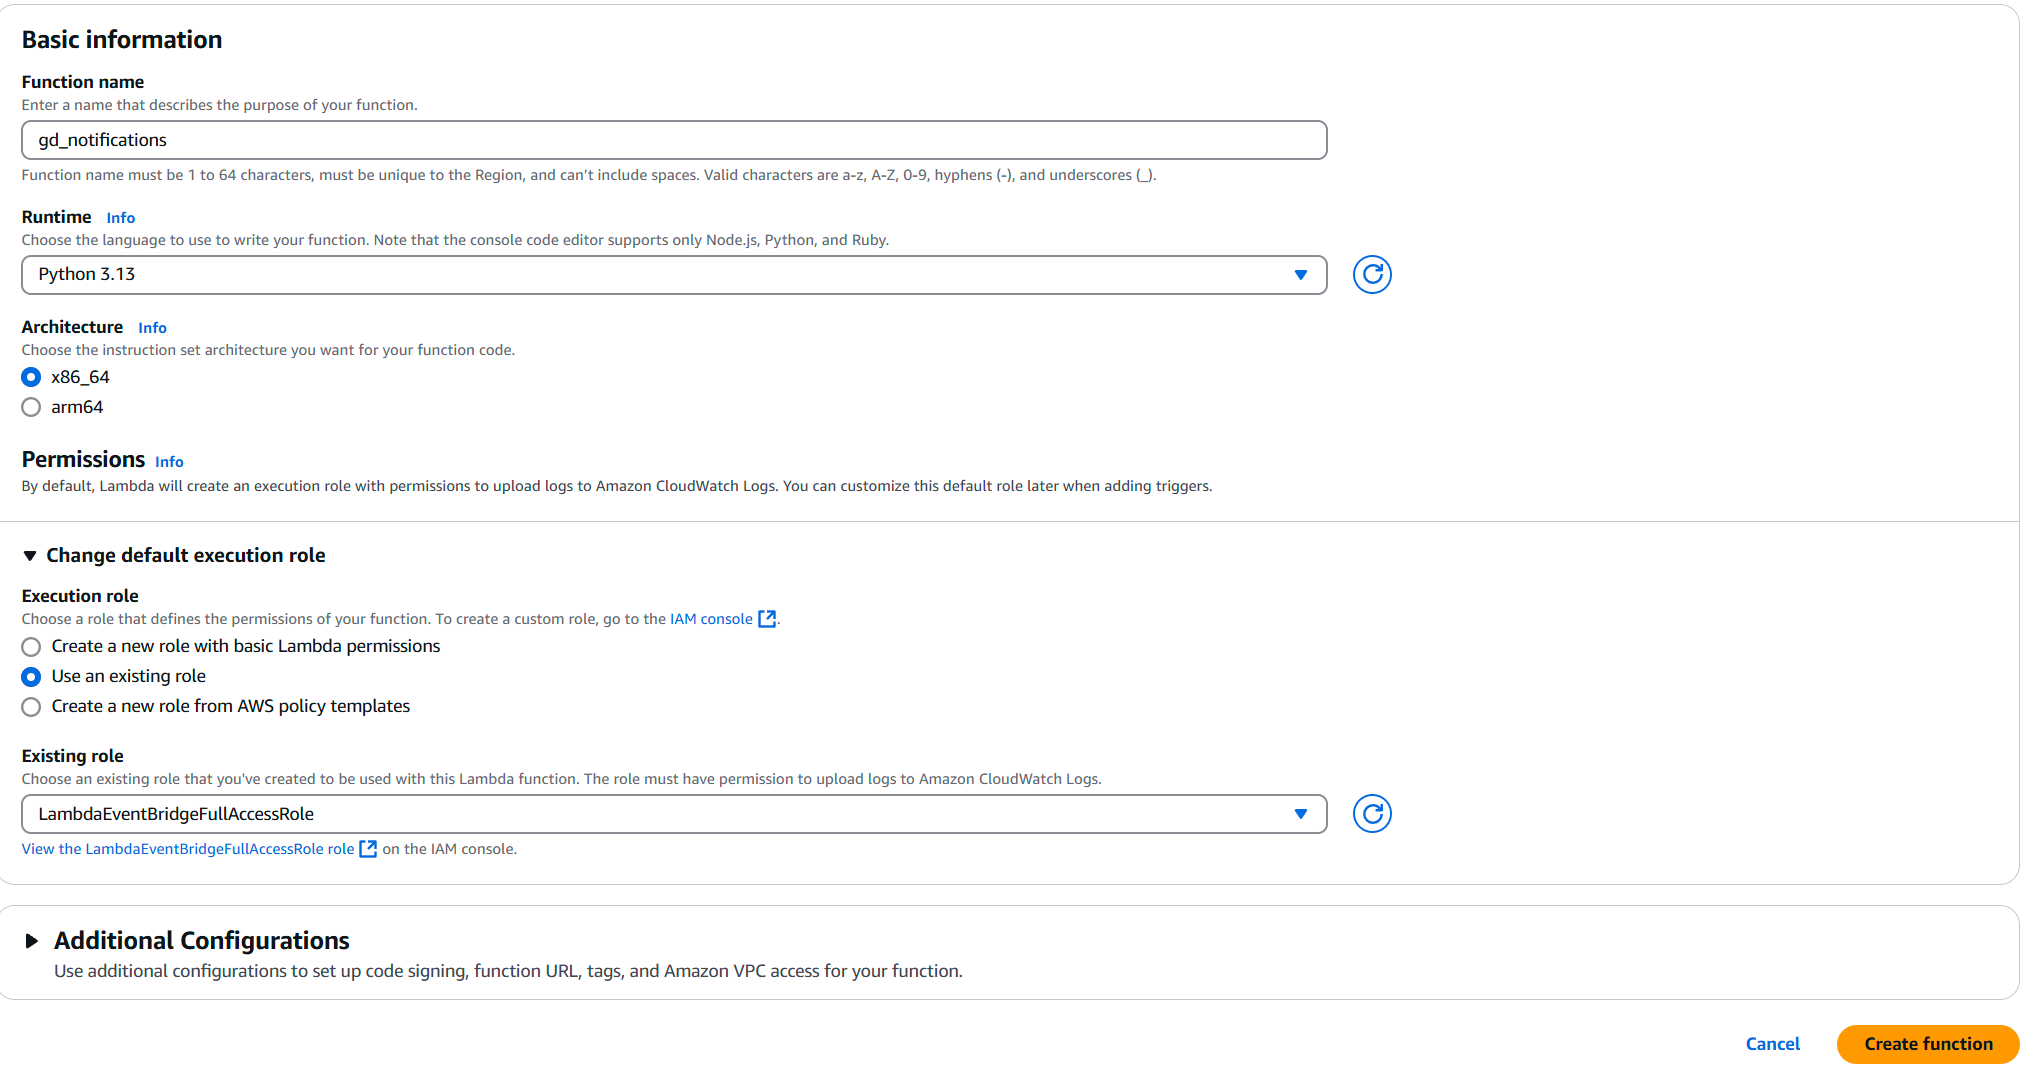 Basic information
Function name
Enter a name that describes the purpose of your function.
gd_notifications
Function name must be 1 to 64 characters, must be unique to the Region, and can’t include spaces. Valid characters are a-z, A-Z, 0-9, hyphens (-), and underscores (_).
Runtime Info
Choose the language to use to write your function. Note that the console code editor supports only Node.js, Python, and Ruby.
Python 3.13
Architecture Info
Choose the instruction set architecture you want for your function code.
x86_64
arm64
Permissions Info
By default, Lambda will create an execution role with permissions to upload logs to Amazon CloudWatch Logs. You can customize this default role later when adding triggers.
Change default execution role
Execution role
Choose a role that defines the permissions of your function. To create a custom role, go to the IAM console.
Create a new role with basic Lambda permissions
Use an existing role
Create a new role from AWS policy templates
Existing role
Choose an existing role that you've created to be used with this Lambda function. The role must have permission to upload logs to Amazon CloudWatch Logs.
LambdaEventBridgeFullAccessRole
View the LambdaEventBridgeFullAccessRole role on the IAM console.
Additional Configurations
Use additional configurations to set up code signing, function URL, tags, and Amazon VPC access for your function.
Cancel Create function